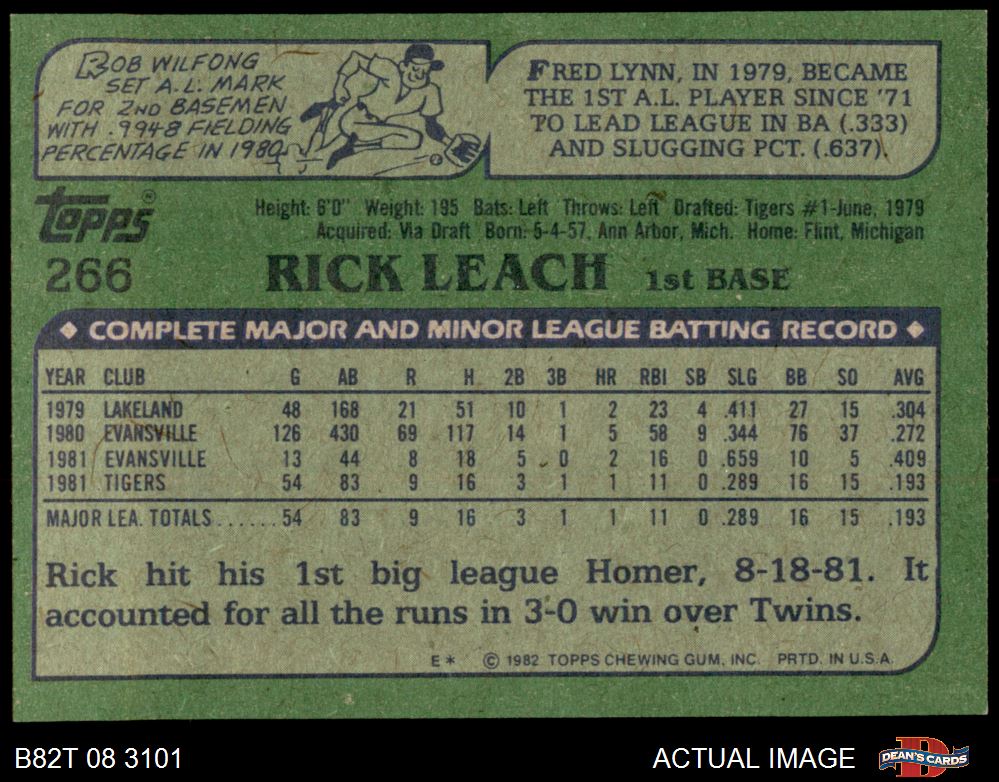 BOB WILFONG
SET A.L. MARK
FOR 2ND BASEMEN
WITH .9948 FIELDING
PERCENTAGE IN 1980
FRED LYNN, IN 1979, BECAME
THE 1ST A.L. PLAYER SINCE '71
TO LEAD LEAGUE IN BA (.333)
AND SLUGGING PCT. (.637).
Topps®
266
Height: 6'0" Weight: 195 Bats: Left Throws: Left Drafted: Tigers #1-June, 1979
Acquired: Via Draft Born: 5-4-57, Ann Arbor, Mich. Home: Flint, Michigan
RICK LEACH 1st BASE
◆ COMPLETE MAJOR AND MINOR LEAGUE BATTING RECORD ◆
YEAR CLUB G AB R H 2B 3B HR RBI SB SLG BB SO AVG
1979 LAKELAND 48 168 21 51 10 1 2 23 4 .411 27 15 .304
1980 EVANSVILLE 126 430 69 117 14 1 5 58 9 .344 76 37 .272
1981 EVANSVILLE 13 44 8 18 5 0 2 16 0 .659 10 5 .409
1981 TIGERS 54 83 9 16 3 1 1 11 0 .289 16 15 .193
MAJOR LEA. TOTALS......54 83 9 16 3 1 1 11 0 .289 16 15 .193
Rick hit his 1st big league Homer, 8-18-81. It
accounted for all the runs in 3-0 win over Twins.
E* © 1982 TOPPS CHEWING GUM, INC. PRTD. IN U.S.A.
B82T 08 3101
ACTUAL IMAGE
DEAN'S CARDS